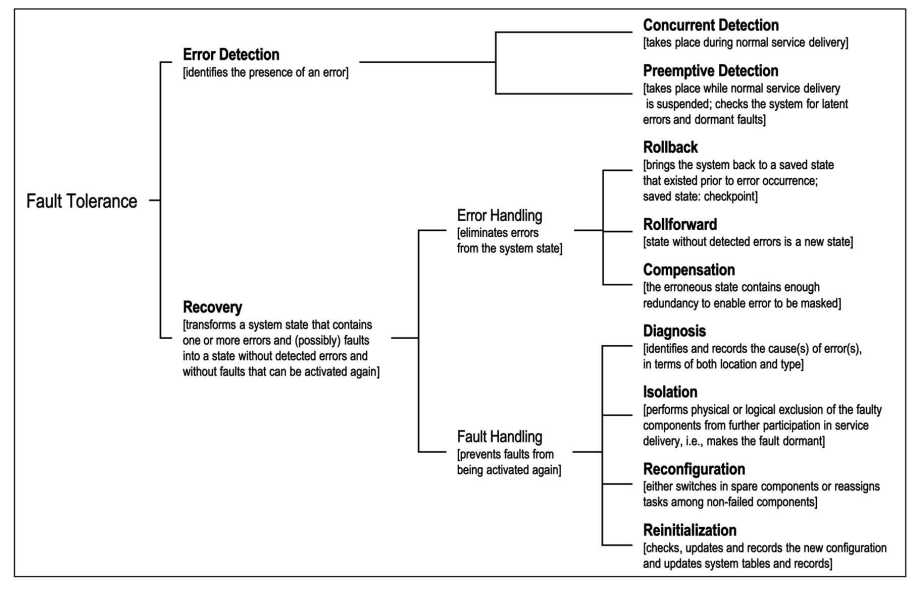 Fault Tolerance
Error Detection
[identifies the presence of an error]
Concurrent Detection
[takes place during normal service delivery]
Preemptive Detection
[takes place while normal service delivery
is suspended; checks the system for latent
errors and dormant faults]
Recovery
[transforms a system state that contains
one or more errors and (possibly) faults
into a state without detected errors and
without faults that can be activated again]
Error Handling
[eliminates errors
from the system state]
Rollback
[brings the system back to a saved state
that existed prior to error occurrence;
saved state: checkpoint]
Rollforward
[state without detected errors is a new state]
Compensation
[the erroneous state contains enough
redundancy to enable error to be masked]
Fault Handling
[prevents faults from
being activated again]
Diagnosis
[identifies and records the cause(s) of error(s),
in terms of both location and type]
Isolation
[performs physical or logical exclusion of the faulty
components from further participation in service
delivery, i.e., makes the fault dormant]
Reconfiguration
[either switches in spare components or reassigns
tasks among non-failed components]
Reinitialization
[checks, updates and records the new configuration
and updates system tables and records]